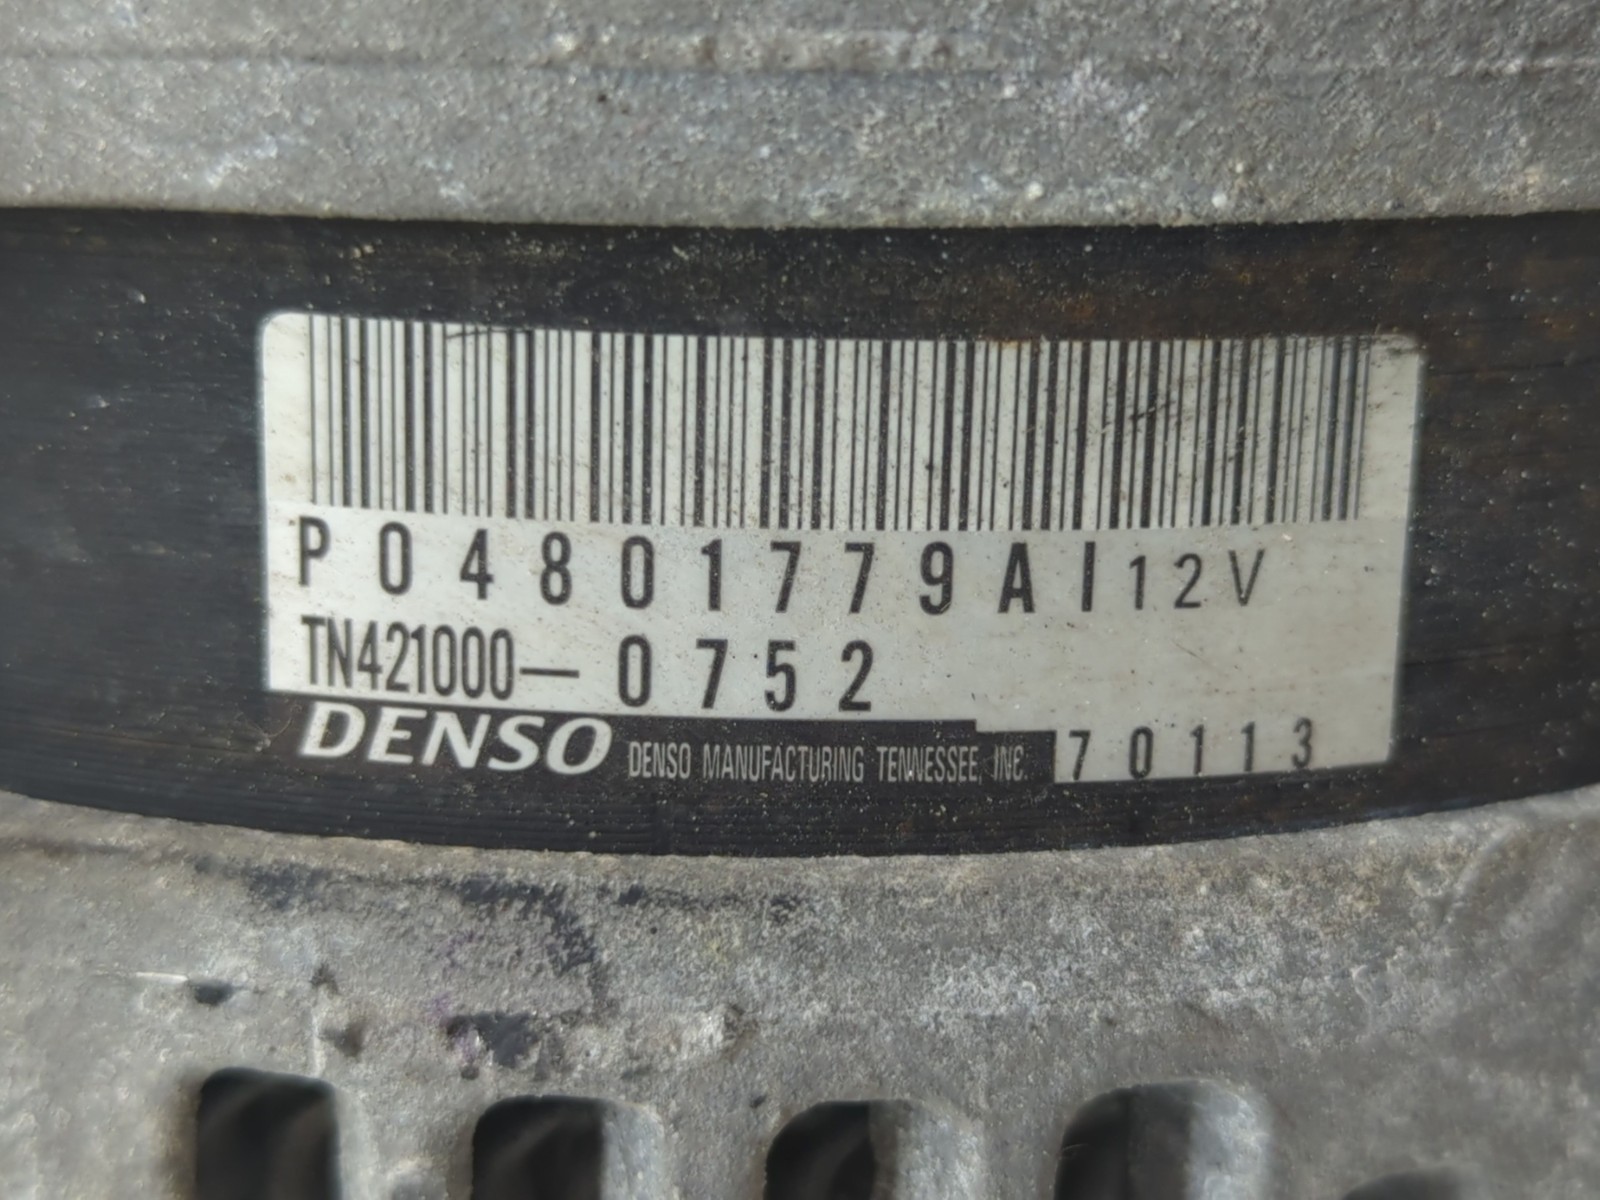 P04801779AI 12V
TN421000-0752
DENSO DENSO MANUFACTURING TENNESSEE, INC. 70113